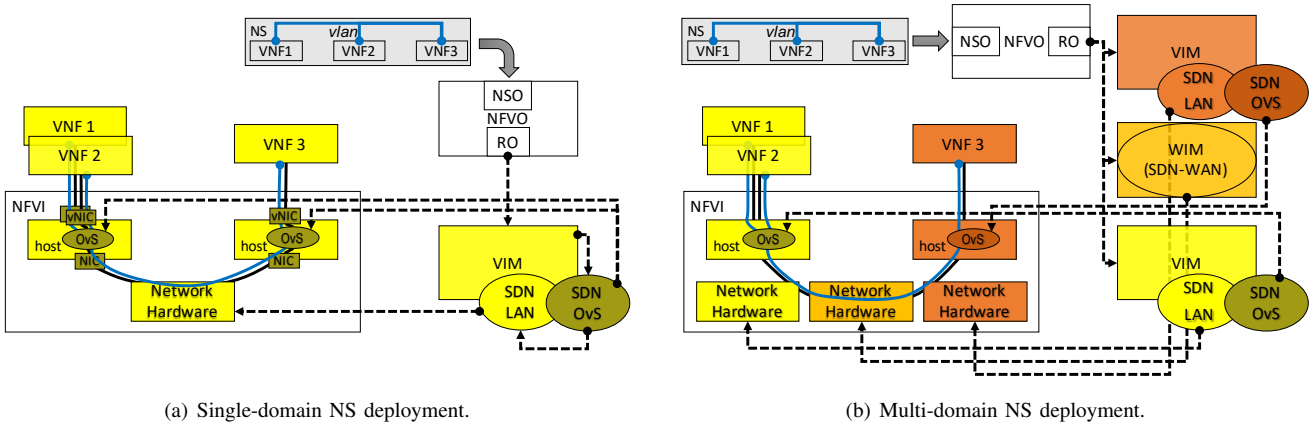 NS
vlan
VNF1
VNF2
VNF3
NSO
NFVO
RO
VNF 1
VNF 2
VNF 3
NFVI
vNIC
vNIC
host
OvS
host
OvS
NIC
NIC
Network
Hardware
VIM
SDN
LAN
SDN
OvS
(a) Single-domain NS deployment.
NS
vlan
VNF1
VNF2
VNF3
NSO
NFVO
RO
VIM
SDN
LAN
SDN
OVS
WIM
(SDN-WAN)
VNF 1
VNF 2
VNF 3
NFVI
host
OvS
host
OvS
Network
Hardware
Network
Hardware
Network
Hardware
VIM
SDN
LAN
SDN
OvS
(b) Multi-domain NS deployment.